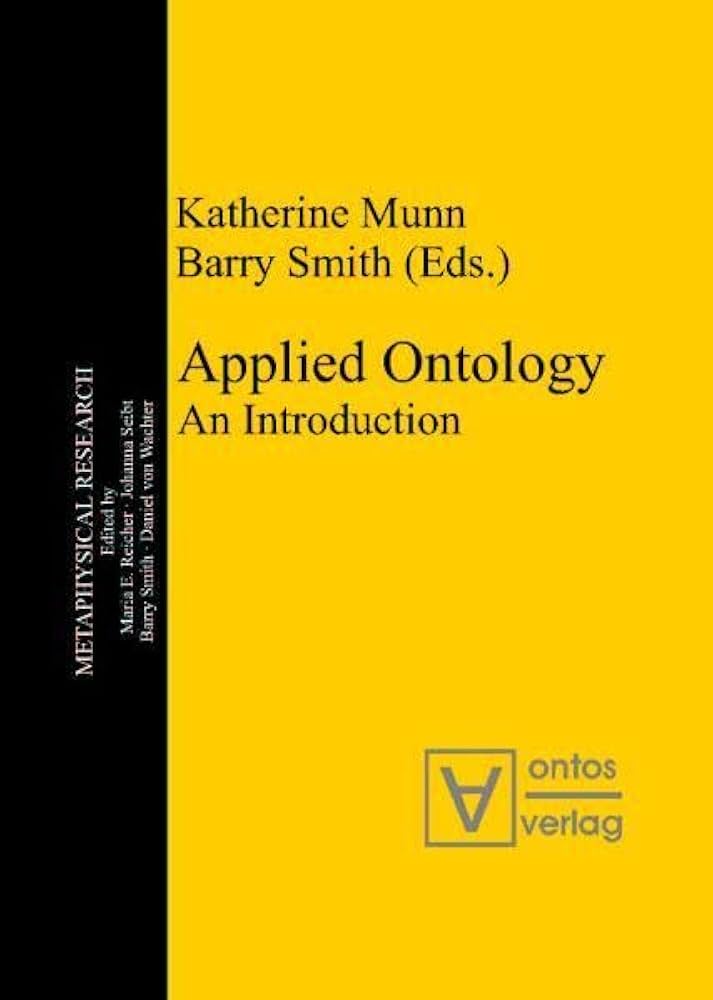 Katherine Munn
Barry Smith (Eds.)
Applied Ontology
An Introduction
METAPHYSICAL RESEARCH
Edited by
Maria E. Reicher · Johanna Seibt
Barry Smith · Daniel von Wachter
ontos
verlag